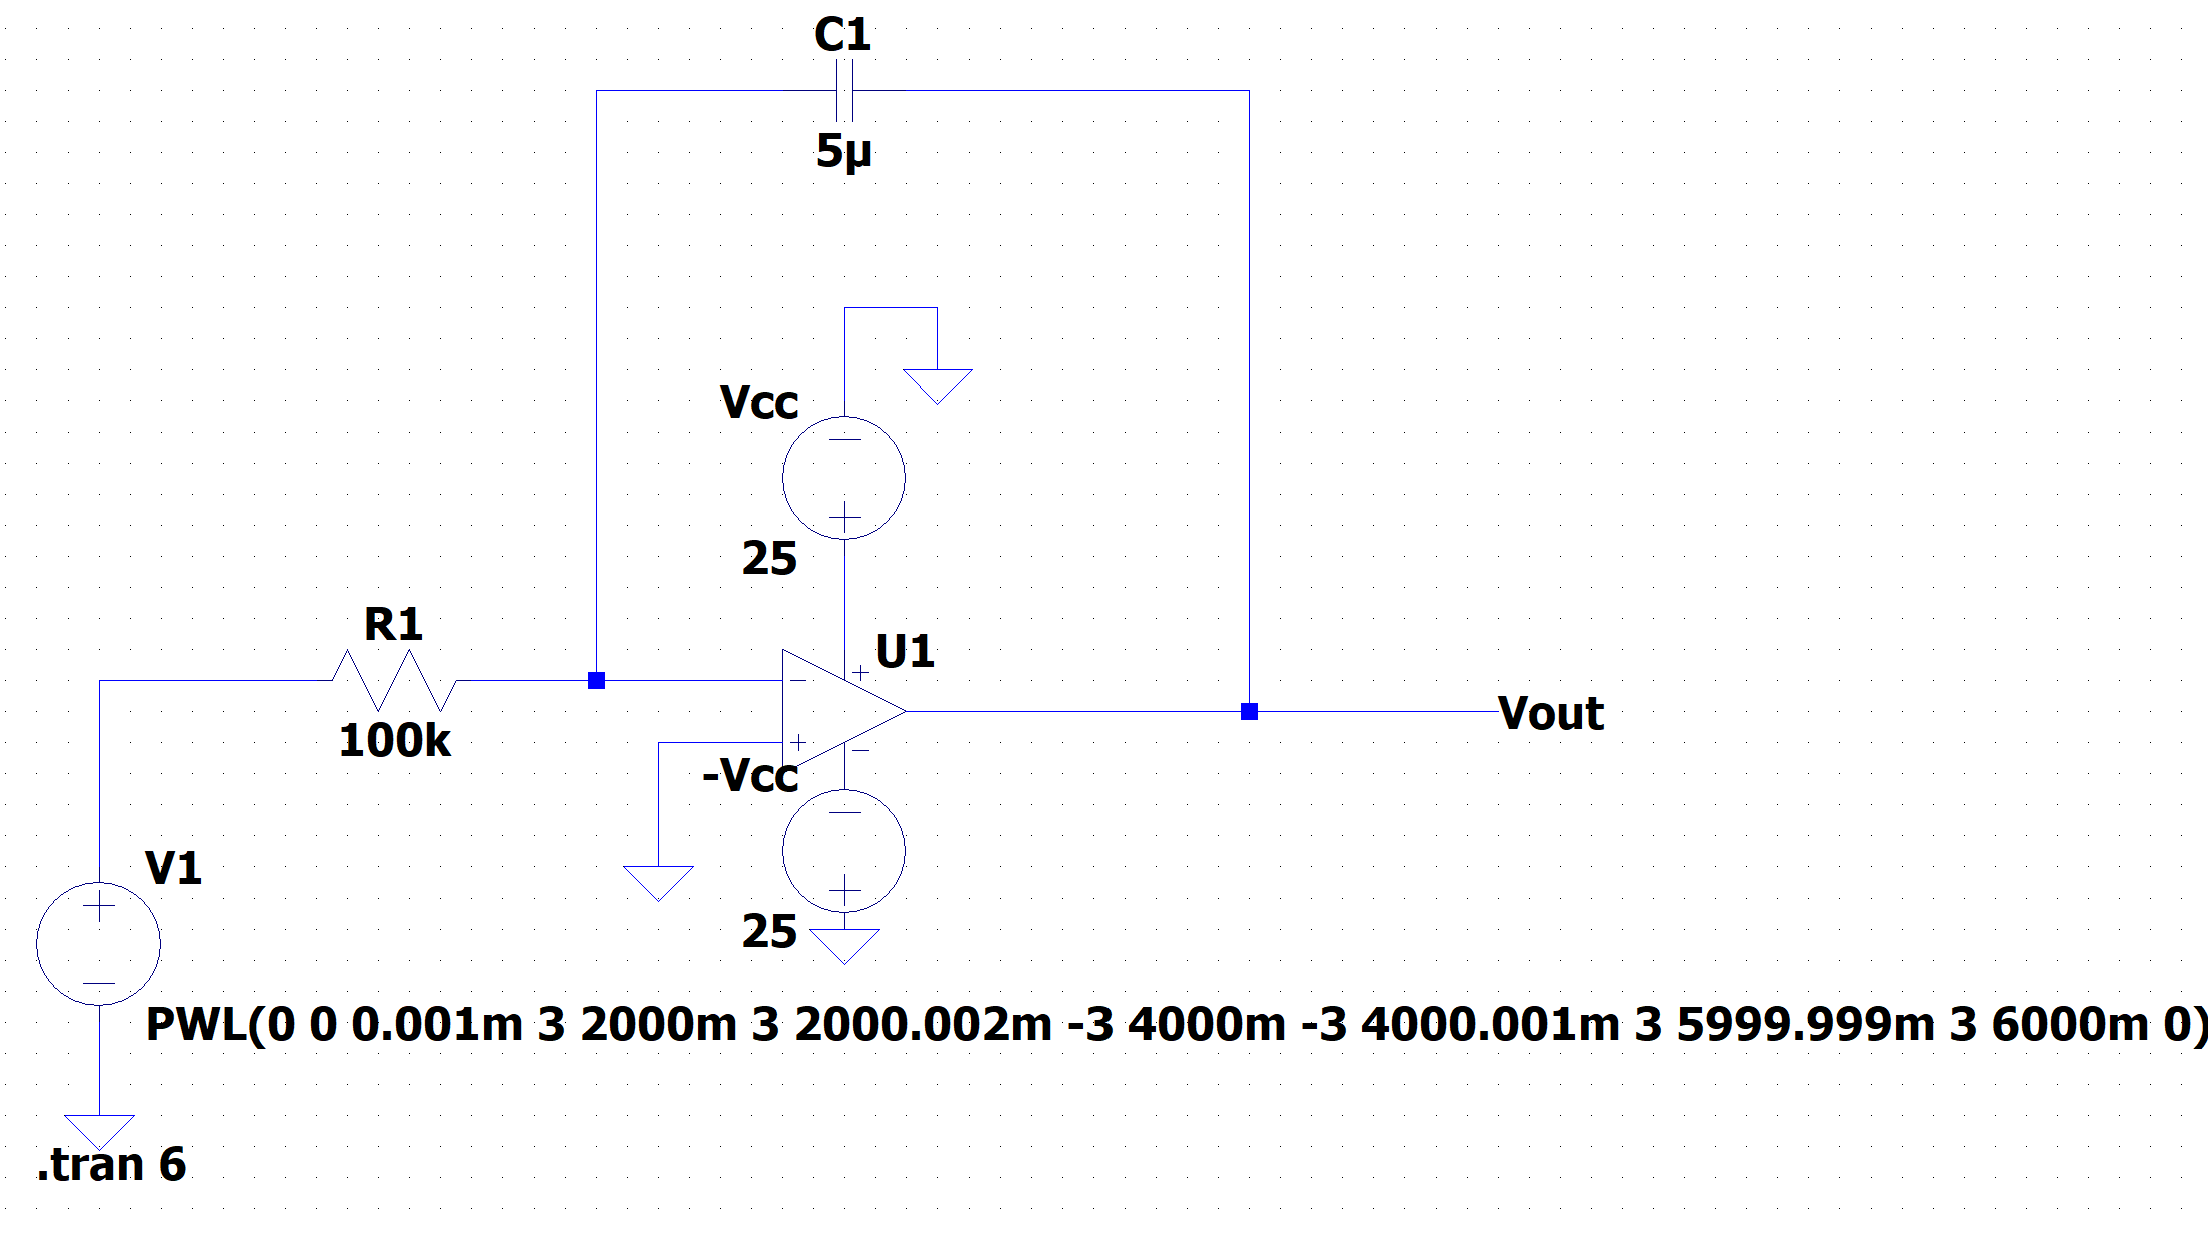 C1
5µ
Vcc
25
R1
100k
U1
Vout
-Vcc
25
V1
PWL(0 0 0.001m 3 2000m 3 2000.002m -3 4000m -3 4000.001m 3 5999.999m 3 6000m 0)
.tran 6